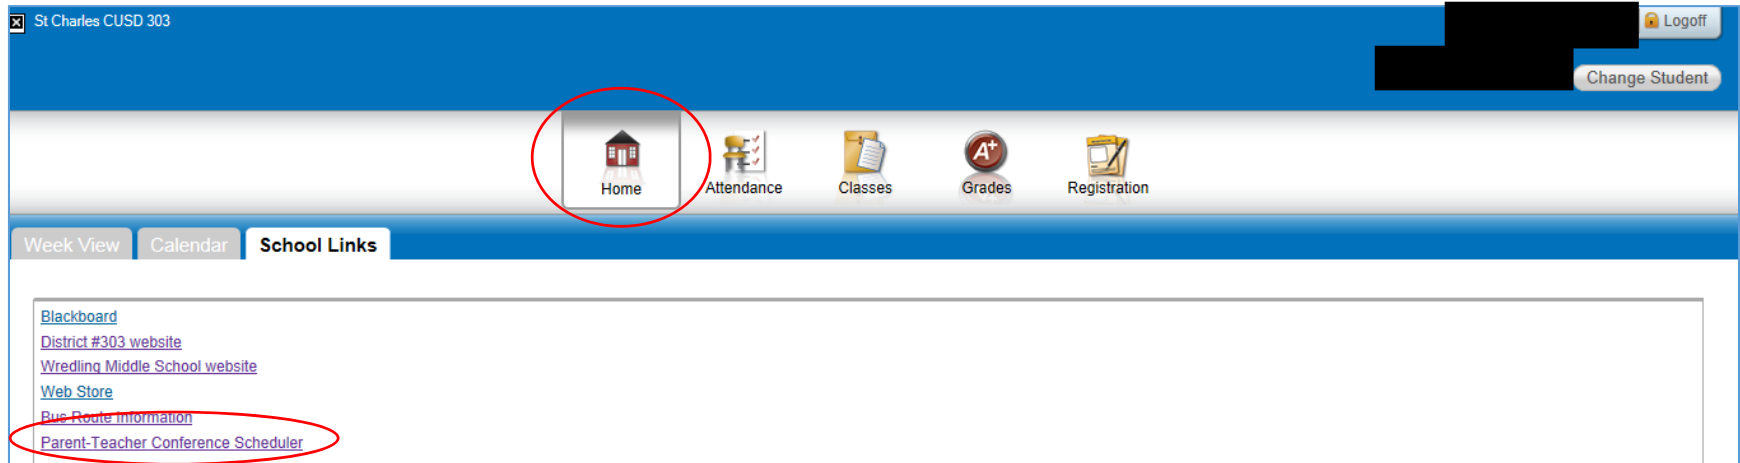 St Charles CUSD 303
Logoff
Change Student
Home
Attendance
Classes
A+
Grades
Registration
Week View
Calendar
School Links
Blackboard
District #303 website
Wredling Middle School website
Web Store
Bus Route Information
Parent-Teacher Conference Scheduler